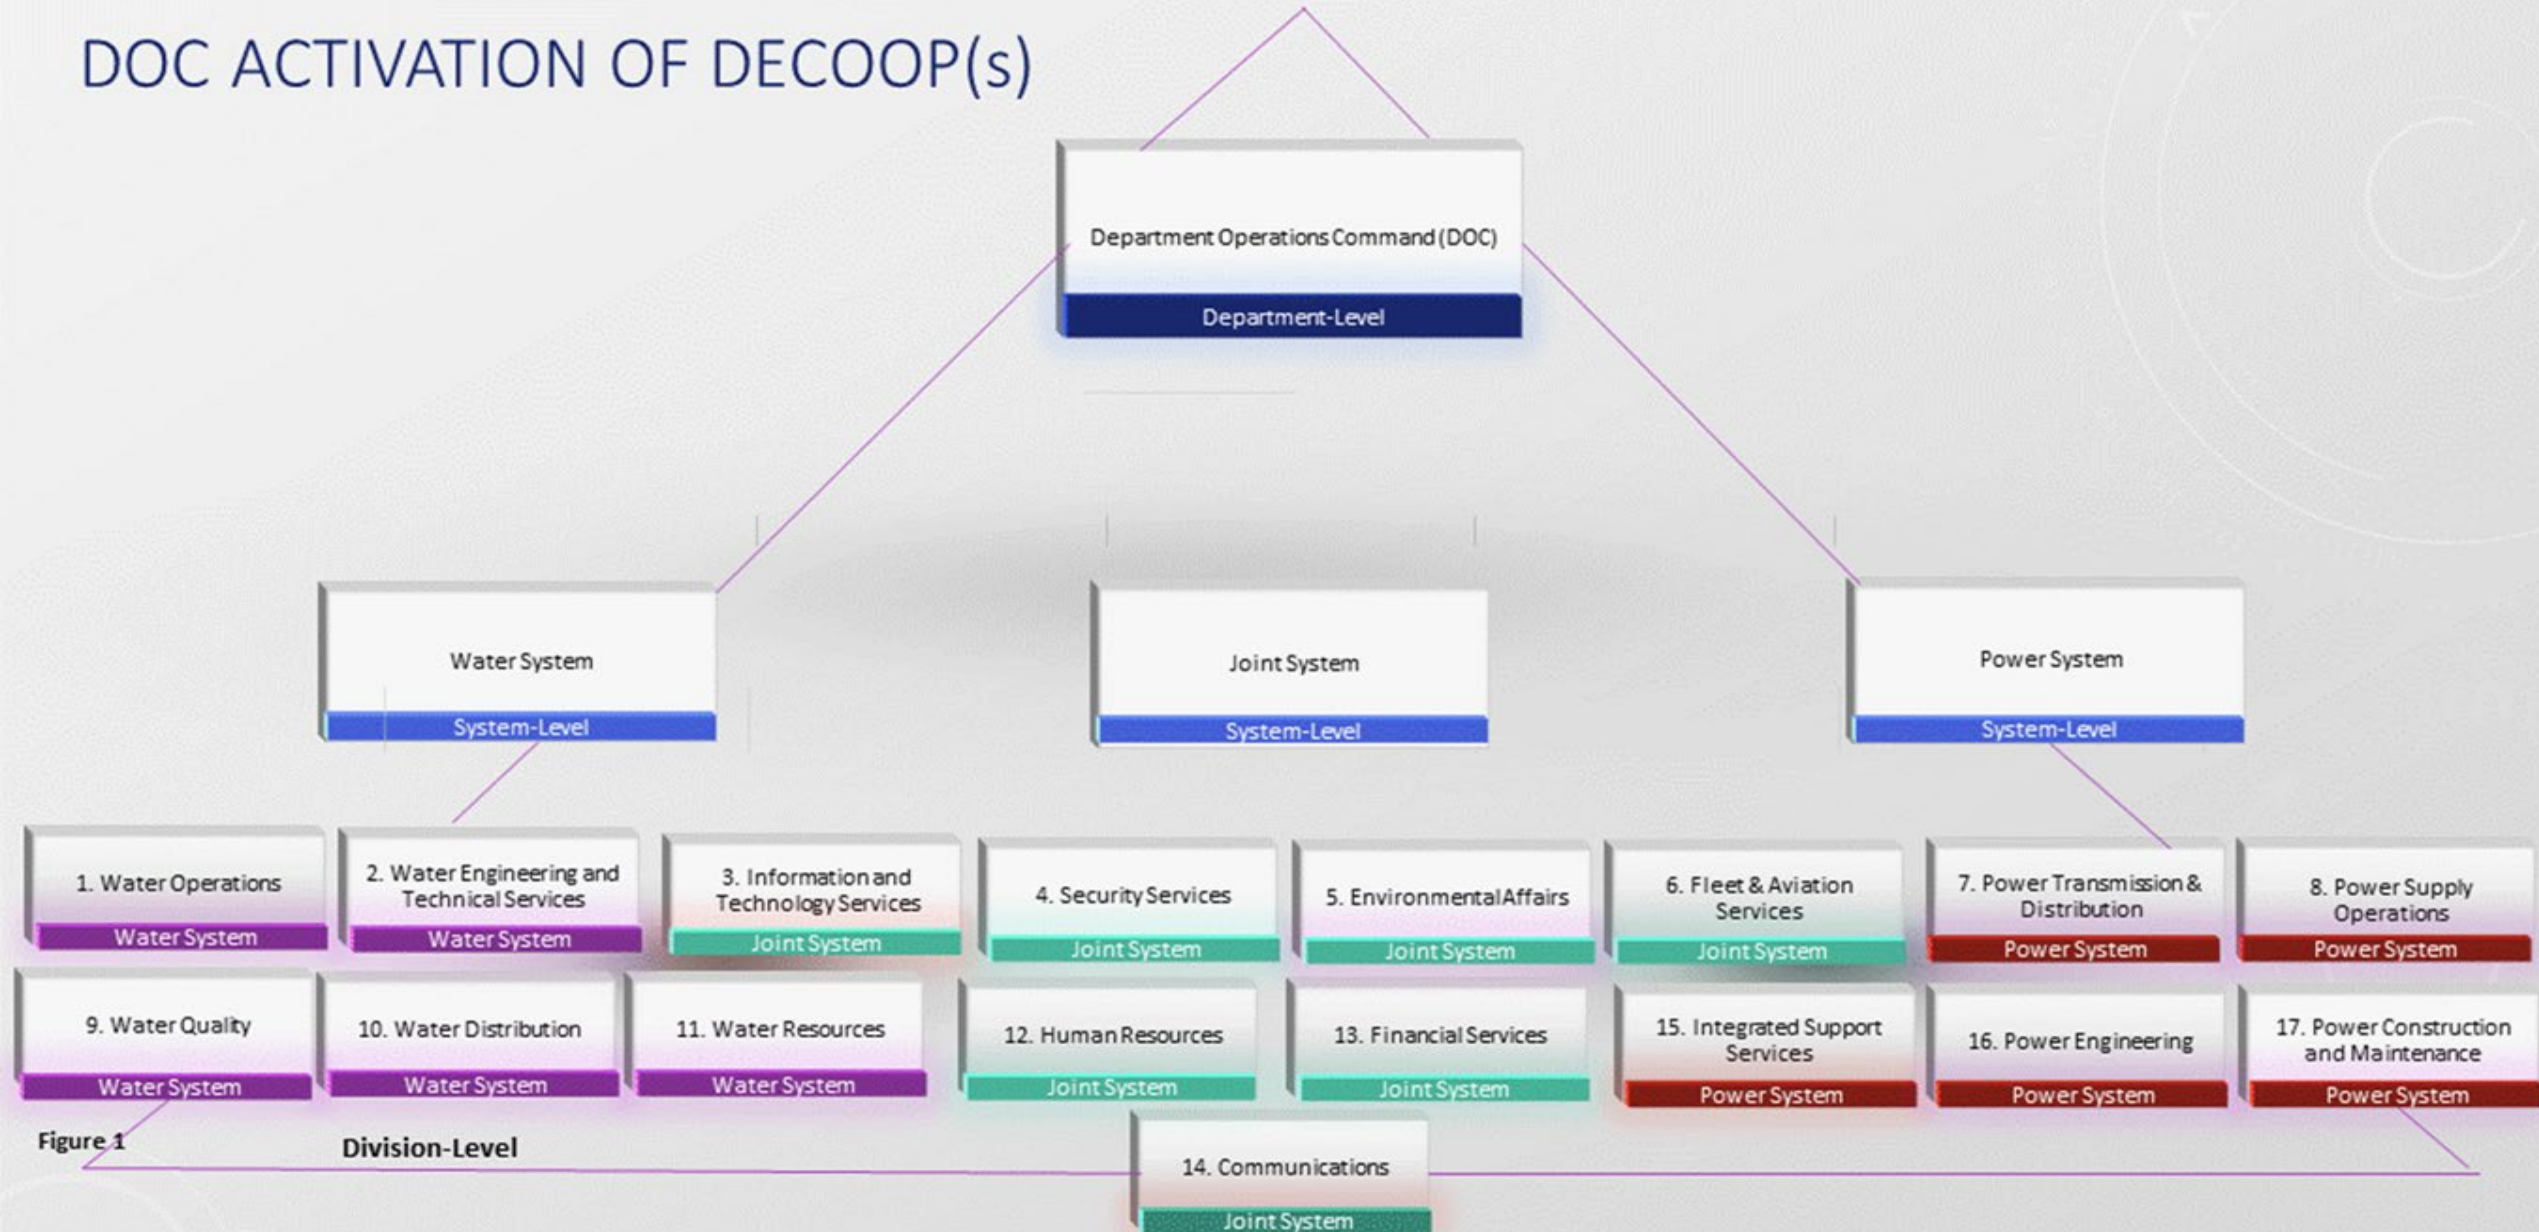 DOC ACTIVATION OF DECOOP(s)
Department Operations Command (DOC)
Department-Level
Water System
System-Level
Joint System
System-Level
Power System
System-Level
1. Water Operations
Water System
2. Water Engineering and
Technical Services
Water System
3. Information and
Technology Services
Joint System
4. Security Services
Joint System
5. Environmental Affairs
Joint System
6. Fleet & Aviation
Services
Joint System
7. Power Transmission &
Distribution
Power System
8. Power Supply
Operations
Power System
9. Water Quality
Water System
10. Water Distribution
Water System
11. Water Resources
Water System
12. Human Resources
Joint System
13. Financial Services
Joint System
15. Integrated Support
Services
Power System
16. Power Engineering
Power System
17. Power Construction
and Maintenance
Power System
Figure 1
Division-Level
14. Communications
Joint System